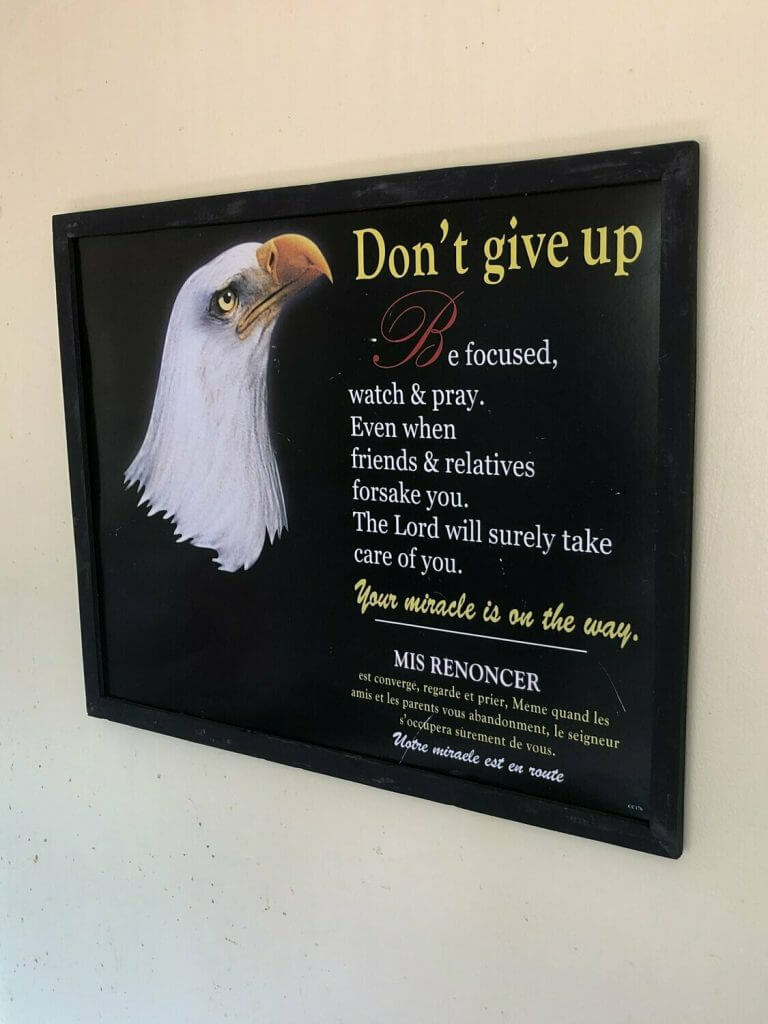 Don't give up
Be focused,
watch & pray.
Even when
friends & relatives
forsake you.
The Lord will surely take
care of you.
Your miracle is on the way.
MIS RENONCER
est convergé, regarde et prier, Meme quand les
amis et les parents vous abandonment, le seigneur
s'occupera sùrement de vous.
Uotre miracle est en route